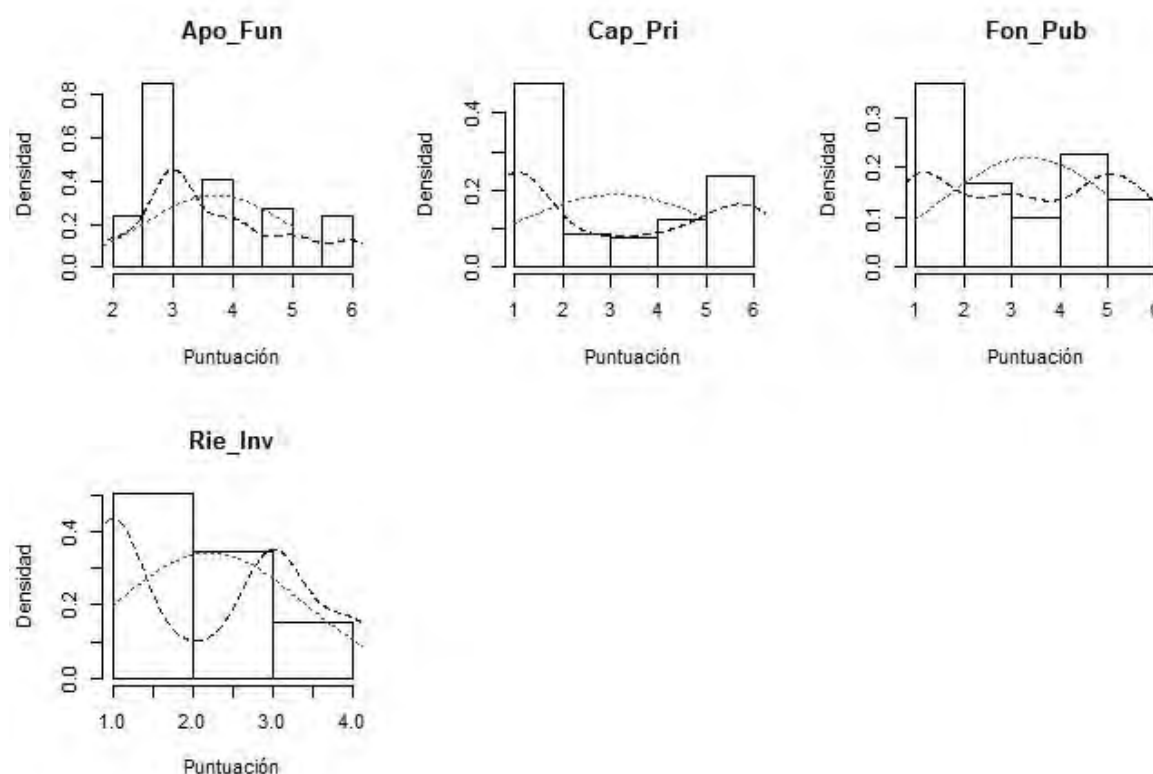 Apo_Fun
Densidad
0.0 0.2 0.4 0.6 0.8
2 3 4 5 6
Puntuación
Cap_Pri
Densidad
0.0 0.2 0.4
1 2 3 4 5 6
Puntuación
Fon_Pub
Densidad
0.0 0.1 0.2 0.3
1 2 3 4 5 6
Puntuación
Rie_Inv
Densidad
0.0 0.2 0.4
1.0 2.0 3.0 4.0
Puntuación